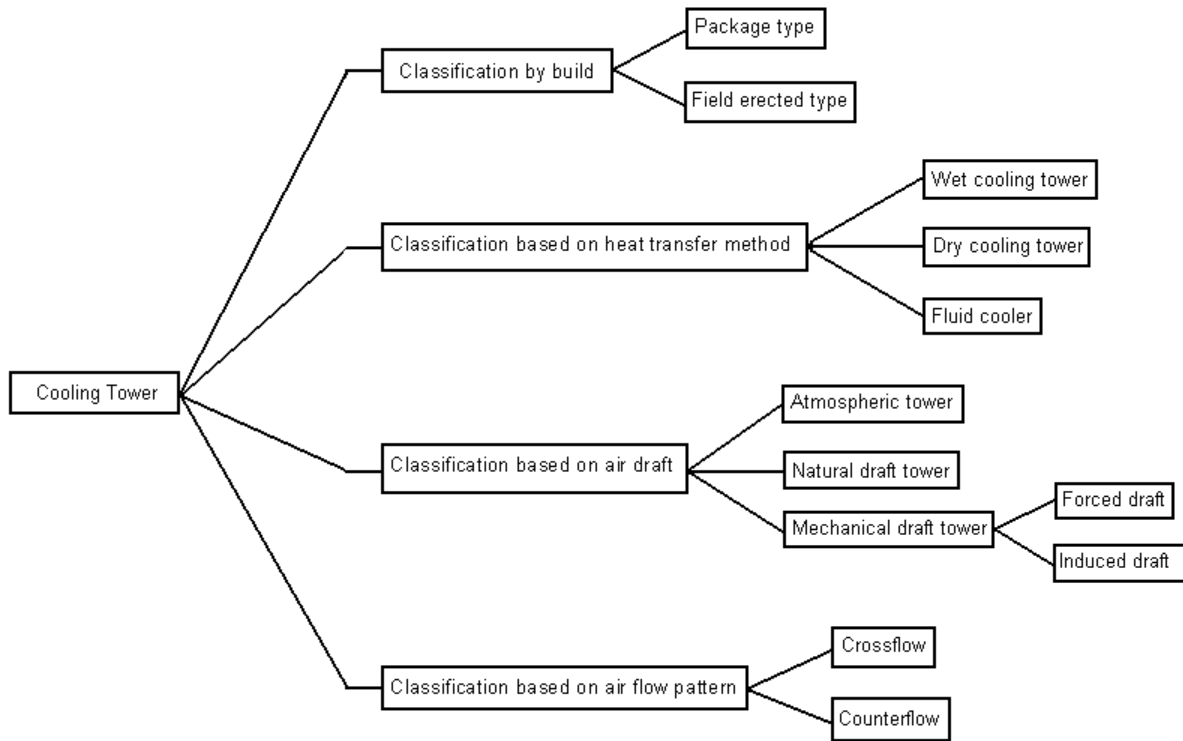 Package type
Classification by build
Field erected type
Wet cooling tower
Classification based on heat transfer method
Dry cooling tower
Fluid cooler
Cooling Tower
Atmospheric tower
Classification based on air draft
Natural draft tower
Mechanical draft tower
Forced draft
Induced draft
Crossflow
Classification based on air flow pattern
Counterflow